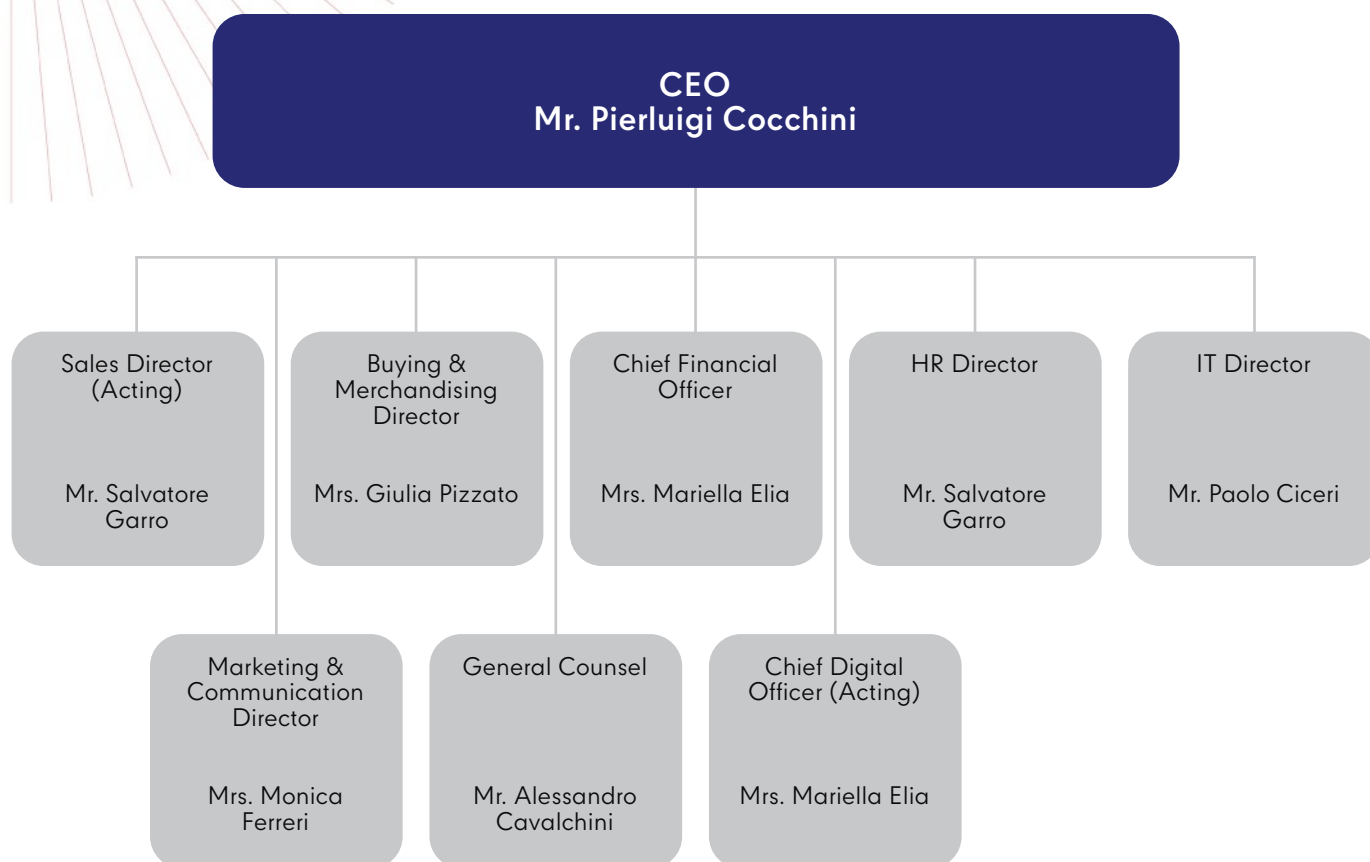 CEO
Mr. Pierluigi Cocchini
Sales Director
(Acting)
Mr. Salvatore
Garro
Buying &
Merchandising
Director
Mrs. Giulia Pizzato
Chief Financial
Officer
Mrs. Mariella Elia
HR Director
Mr. Salvatore
Garro
IT Director
Mr. Paolo Ciceri
Marketing &
Communication
Director
Mrs. Monica
Ferreri
General Counsel
Mr. Alessandro
Cavalchini
Chief Digital
Officer (Acting)
Mrs. Mariella Elia